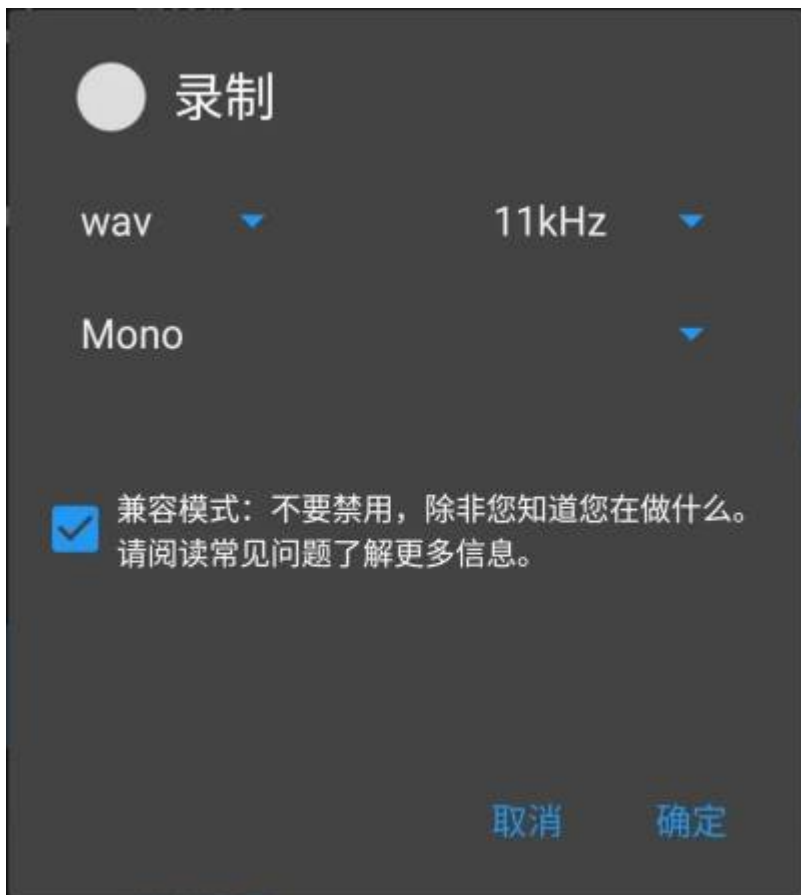 录制
wav 11kHz
Mono
兼容模式：不要禁用，除非您知道您在做什么。
请阅读常见问题了解更多信息。
取消 确定